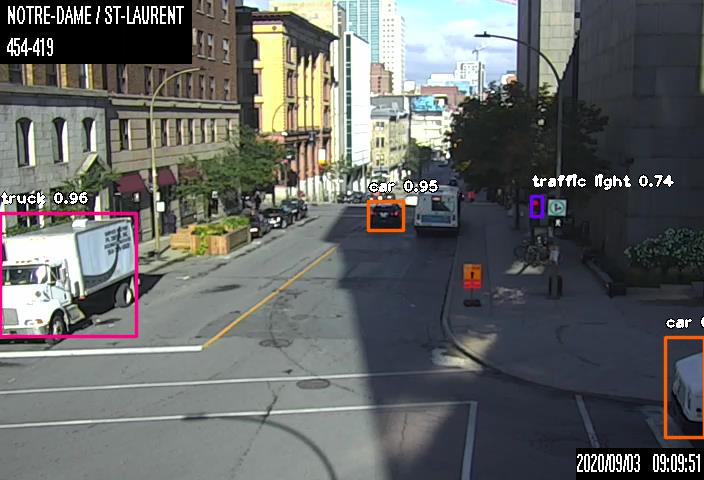 NOTRE-DAME / ST-LAURENT
454-419
truck 0.96
car 0.95
traffic light 0.74
car
2020/09/03 09:09:51